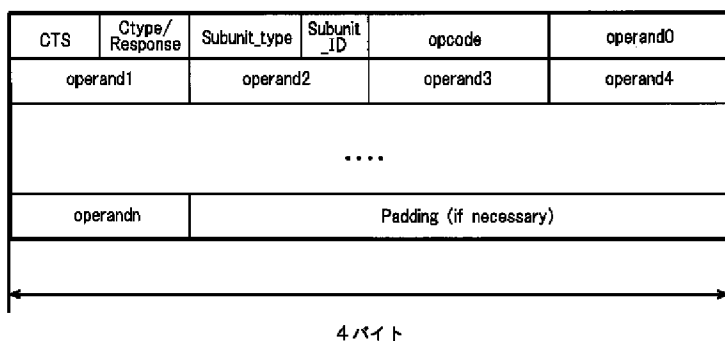 CTS Ctype/ Response Subunit_type Subunit _ID opcode operand0
operand1 operand2 operand3 operand4
....
operandn Padding (if necessary)
4バイト